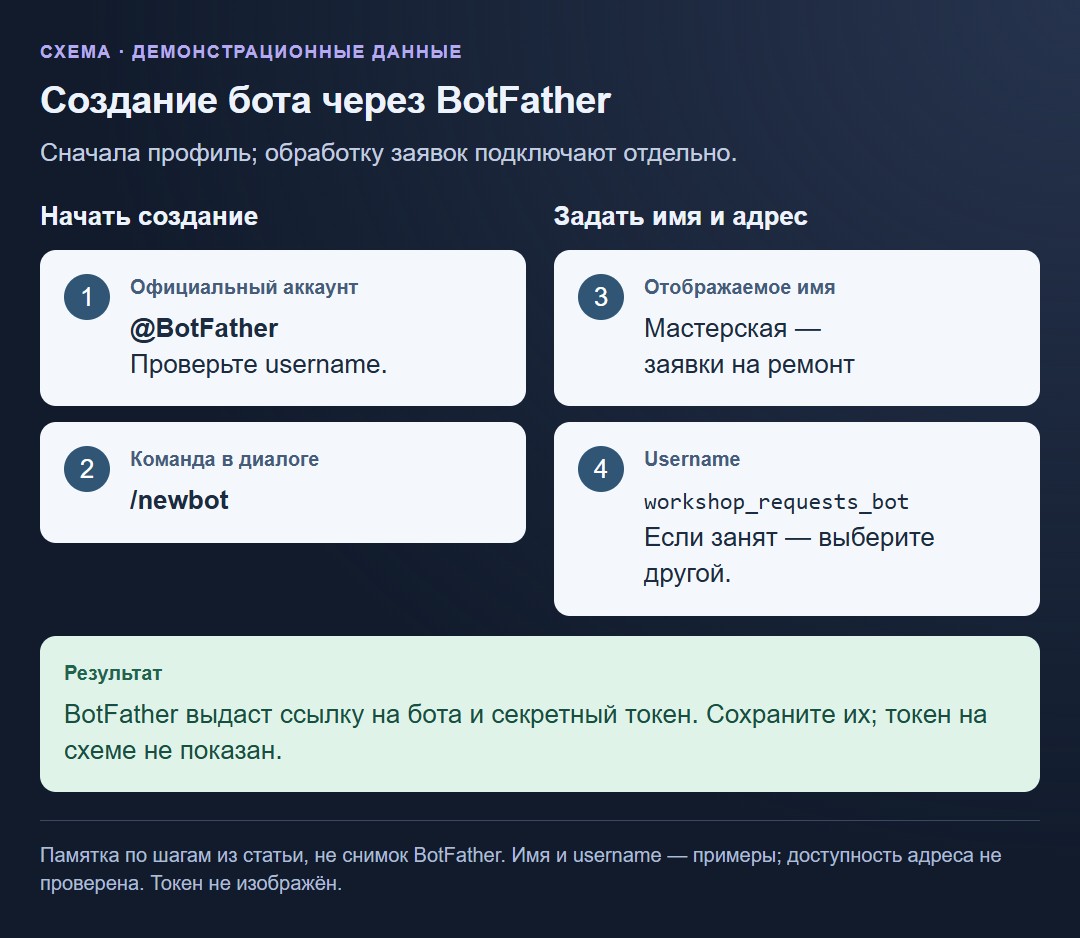 СХЕМА · ДЕМОНСТРАЦИОННЫЕ ДАННЫЕ
Создание бота через BotFather
Сначала профиль; обработку заявок подключают отдельно.
Начать создание
1
Официальный аккаунт
@BotFather
Проверьте username.
2
Команда в диалоге
/newbot
Задать имя и адрес
3
Отображаемое имя
Мастерская —
заявки на ремонт
4
Username
workshop_requests_bot
Если занят — выберите
другой.
Результат
BotFather выдаст ссылку на бота и секретный токен. Сохраните их; токен на
схеме не показан.
Памятка по шагам из статьи, не снимок BotFather. Имя и username — примеры; доступность адреса не
проверена. Токен не изображён.